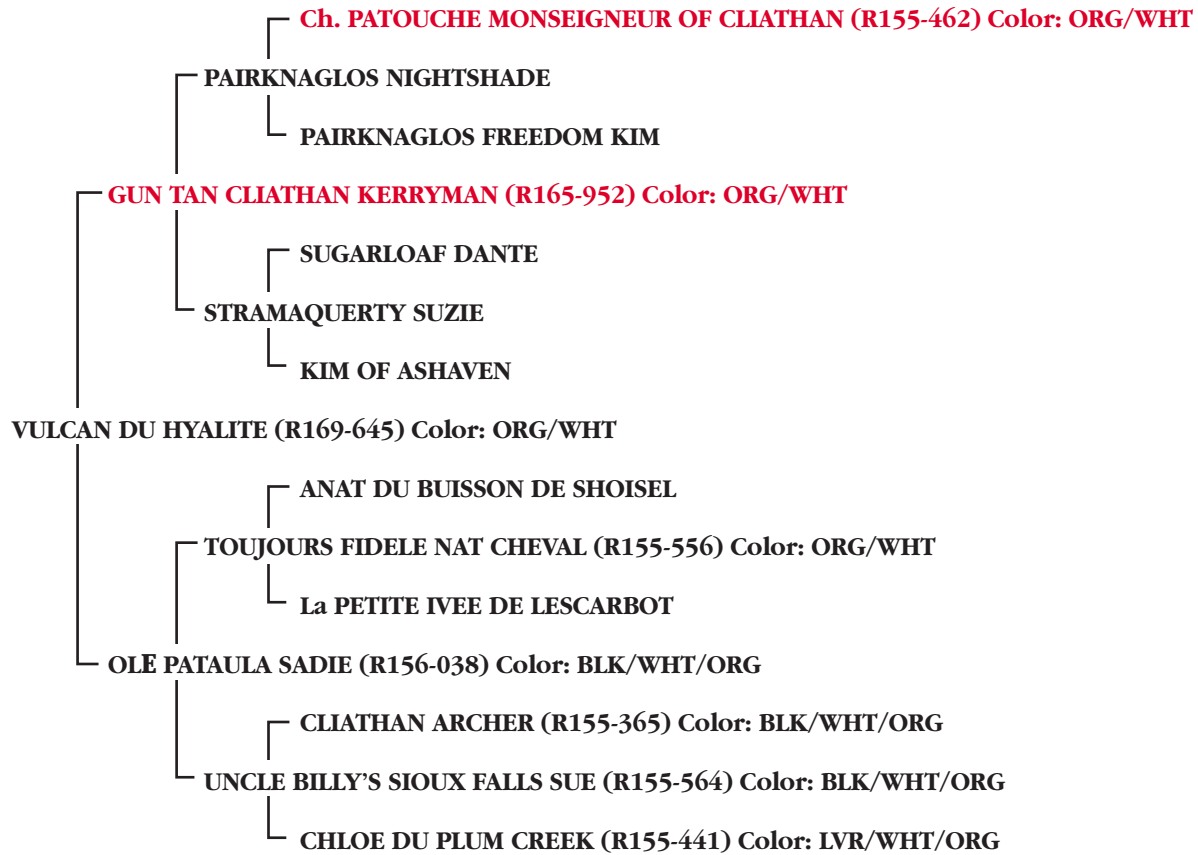 Ch. PATOUCHE MONSEIGNEUR OF CLIATHAN (R155-462) Color: ORG/WHT
PAIRKNAGLOS NIGHTSHADE
PAIRKNAGLOS FREEDOM KIM
GUN TAN CLIATHAN KERRYMAN (R165-952) Color: ORG/WHT
SUGARLOAF DANTE
STRAMAQUERTY SUZIE
KIM OF ASHAVEN
VULCAN DU HYALITE (R169-645) Color: ORG/WHT
ANAT DU BUISSON DE SHOISEL
TOUJOURS FIDELE NAT CHEVAL (R155-556) Color: ORG/WHT
La PETITE IVEE DE LESCARBOT
OLE PATAULA SADIE (R156-038) Color: BLK/WHT/ORG
CLIATHAN ARCHER (R155-365) Color: BLK/WHT/ORG
UNCLE BILLY’S SIOUX FALLS SUE (R155-564) Color: BLK/WHT/ORG
CHLOE DU PLUM CREEK (R155-441) Color: LVR/WHT/ORG